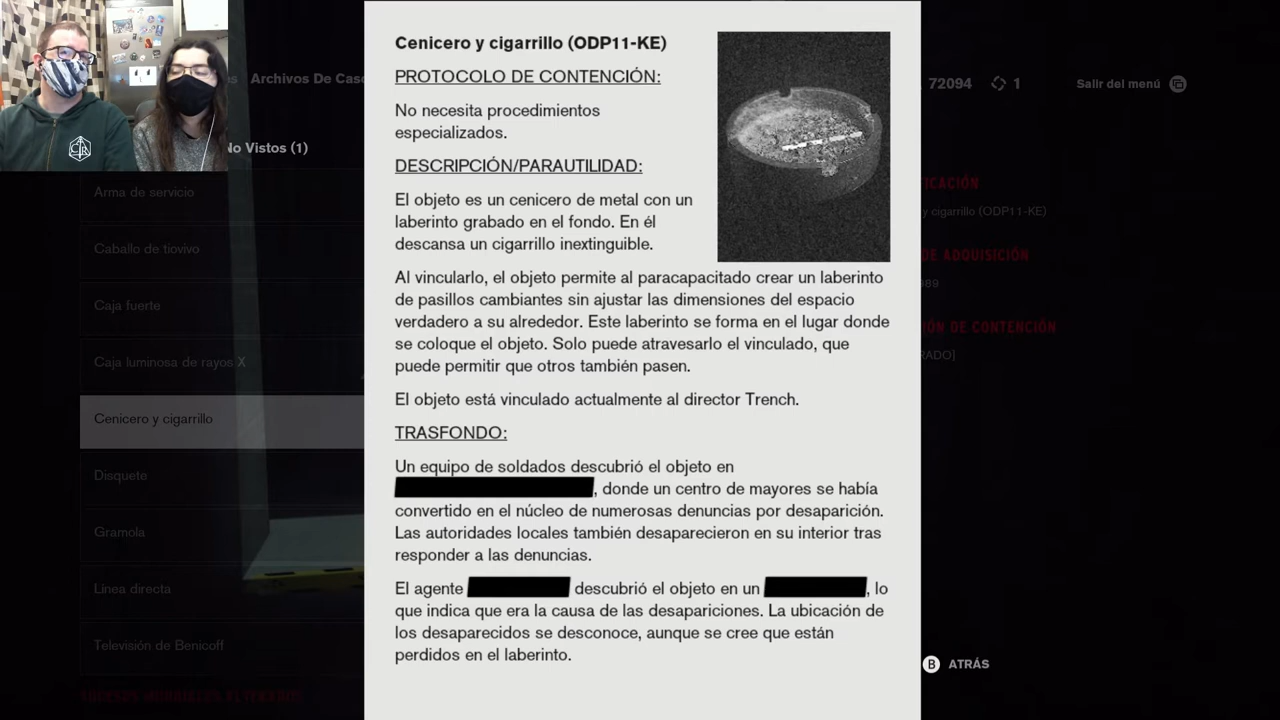 Archivos De Caso
72094
1
Salir del menú
No Vistos (1)
Arma de servicio
Caballo de tiovivo
Caja fuerte
Caja luminosa de rayos X
Cenicero y cigarrillo
Disquete
Gramola
Línea directa
Televisión de Benicoff
Cenicero y cigarrillo (ODP11-KE)
PROTOCOLO DE CONTENCIÓN:
No necesita procedimientos
especializados.
DESCRIPCIÓN/PARAUTILIDAD:
El objeto es un cenicero de metal con un
laberinto grabado en el fondo. En él
descansa un cigarrillo inextinguible.
Al vincularlo, el objeto permite al paracapacitado crear un laberinto
de pasillos cambiantes sin ajustar las dimensiones del espacio
verdadero a su alrededor. Este laberinto se forma en el lugar donde
se coloque el objeto. Solo puede atravesarlo el vinculado, que
puede permitir que otros también pasen.
El objeto está vinculado actualmente al director Trench.
TRASFONDO:
Un equipo de soldados descubrió el objeto en
, donde un centro de mayores se había
convertido en el núcleo de numerosas denuncias por desaparición.
Las autoridades locales también desaparecieron en su interior tras
responder a las denuncias.
El agente descubrió el objeto en un , lo
que indica que era la causa de las desapariciones. La ubicación de
los desaparecidos se desconoce, aunque se cree que están
perdidos en el laberinto.
y cigarrillo (ODP11-KE)
DE ADQUISICIÓN
DE CONTENCIÓN
B ATRÁS